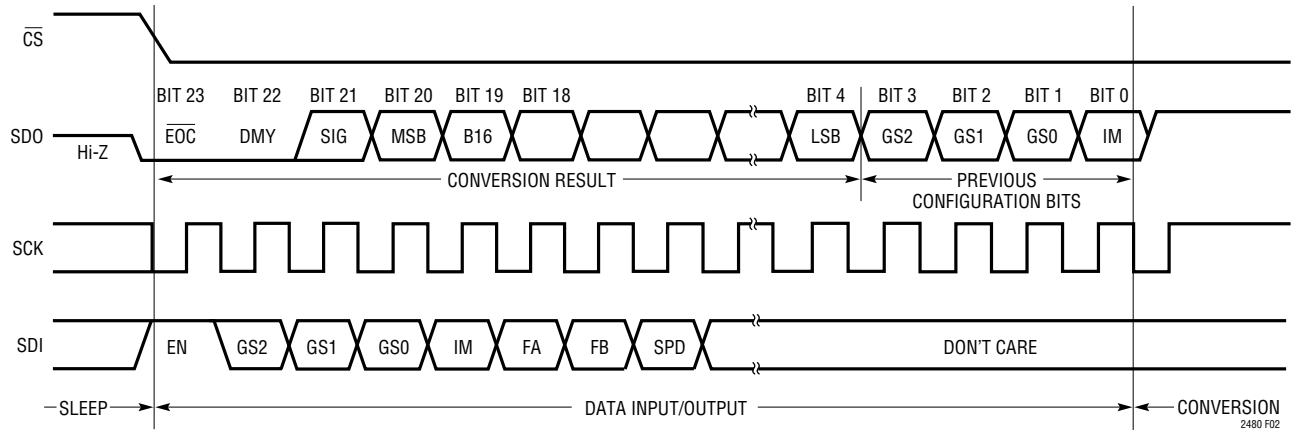 CS
BIT 23 BIT 22 BIT 21 BIT 20 BIT 19 BIT 18 BIT 4 BIT 3 BIT 2 BIT 1 BIT 0
SDO Hi-Z EOC DMY SIG MSB B16 LSB GS2 GS1 GS0 IM
CONVERSION RESULT PREVIOUS
CONFIGURATION BITS
SCK
SDI EN GS2 GS1 GS0 IM FA FB SPD DON'T CARE
SLEEP DATA INPUT/OUTPUT CONVERSION
2480 F02